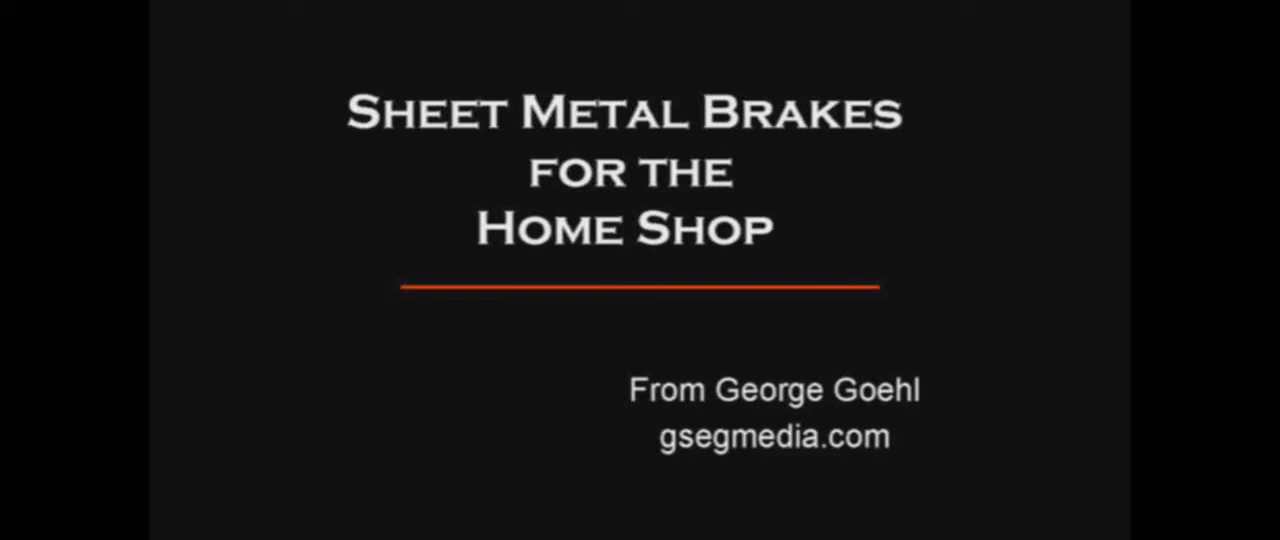 Sheet Metal Brakes
for the
Home Shop
From George Goehl
gsegmedia.com